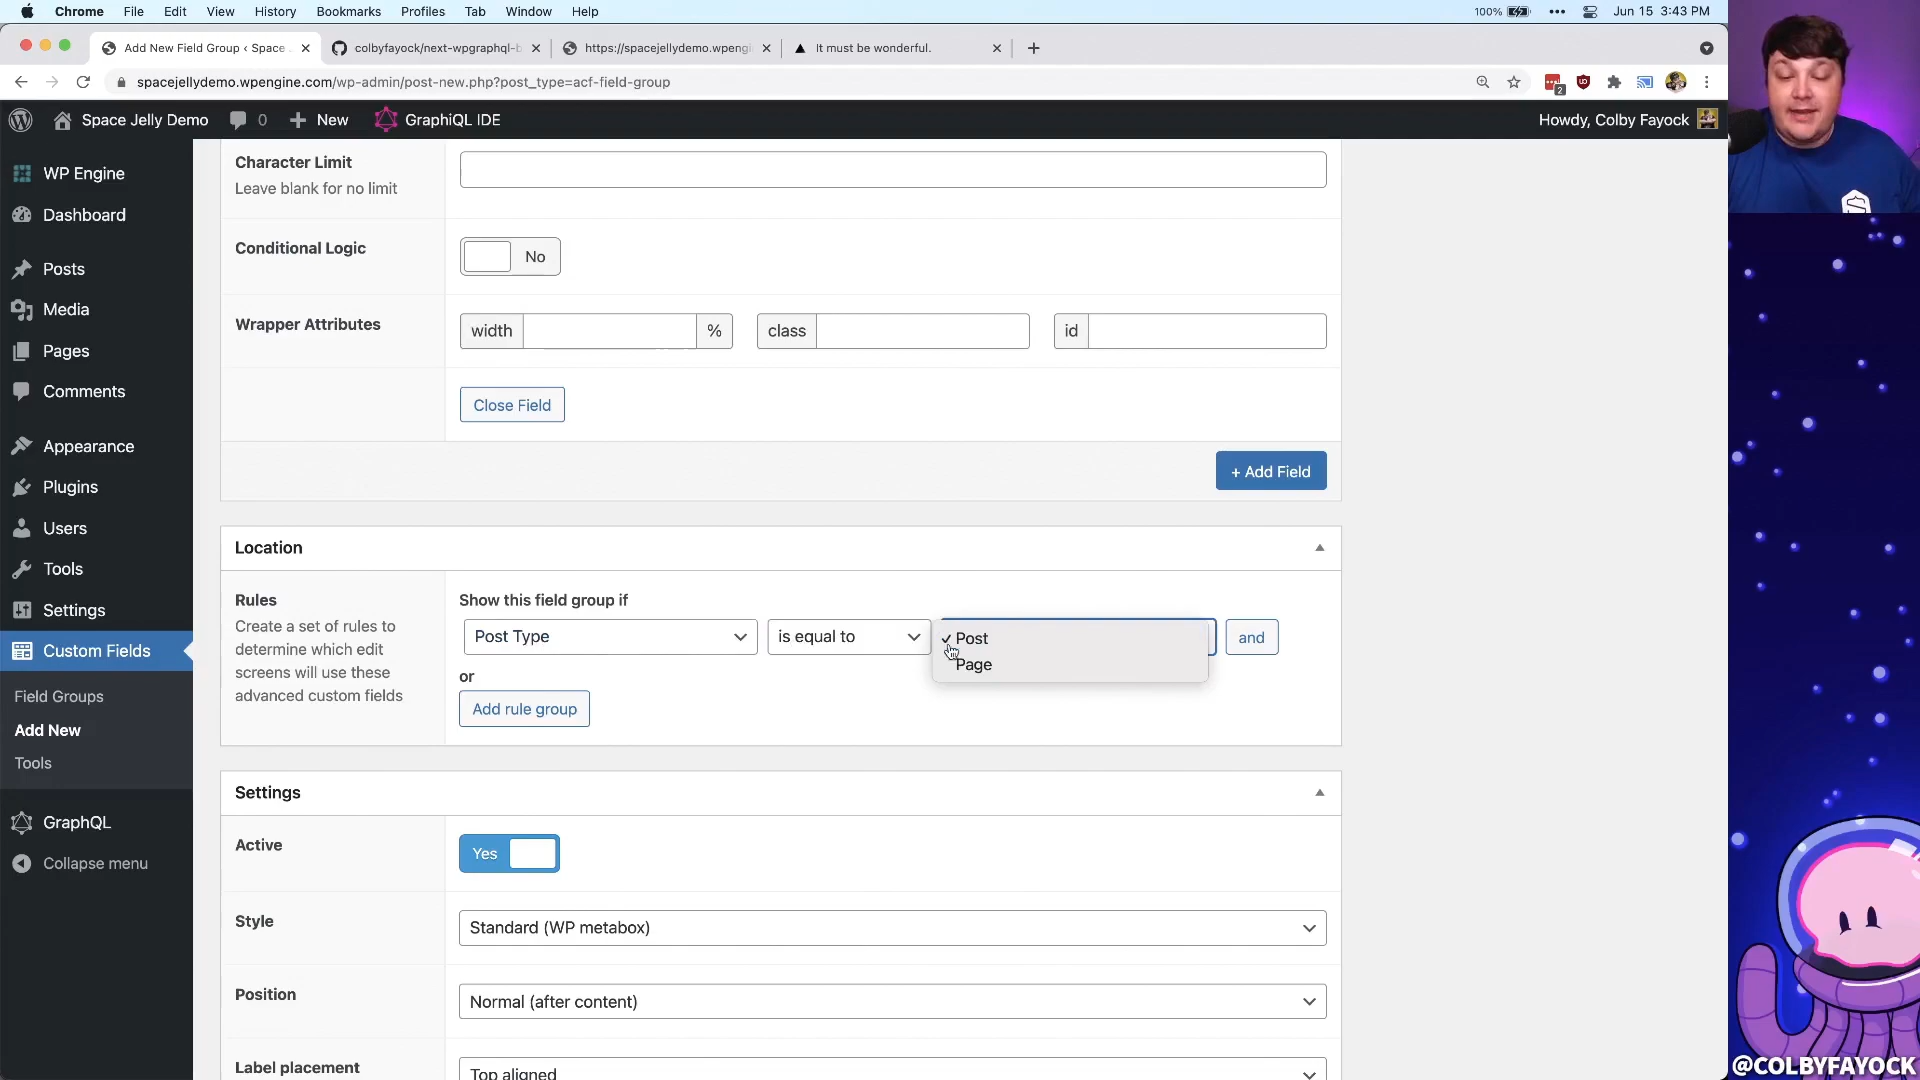 Chrome File Edit View History Bookmarks Profiles Tab Window Help 100% Jun 15 3:43 PM
Add New Field Group ‹ Space colbyfayock/next-wpgraphql-b https://spacejellydemo.wpengi It must be wonderful.
spacejellydemo.wpengine.com/wp-admin/post-new.php?post_type=acf-field-group 2
Space Jelly Demo 0 New GraphiQL IDE Howdy, Colby Fayock
WP Engine
Dashboard
Posts
Media
Pages
Comments
Appearance
Plugins
Users
Tools
Settings
Custom Fields
Field Groups
Add New
Tools
GraphQL
Collapse menu
Character Limit
Leave blank for no limit
Conditional Logic
No
Wrapper Attributes
width % class id
Close Field
+ Add Field
Location
Rules
Create a set of rules to
determine which edit
screens will use these
advanced custom fields
Show this field group if
Post Type is equal to Post and
Page
or
Add rule group
Settings
Active
Yes
Style
Standard (WP metabox)
Position
Normal (after content)
Label placement
Top aligned
@COLBYFAYOCK